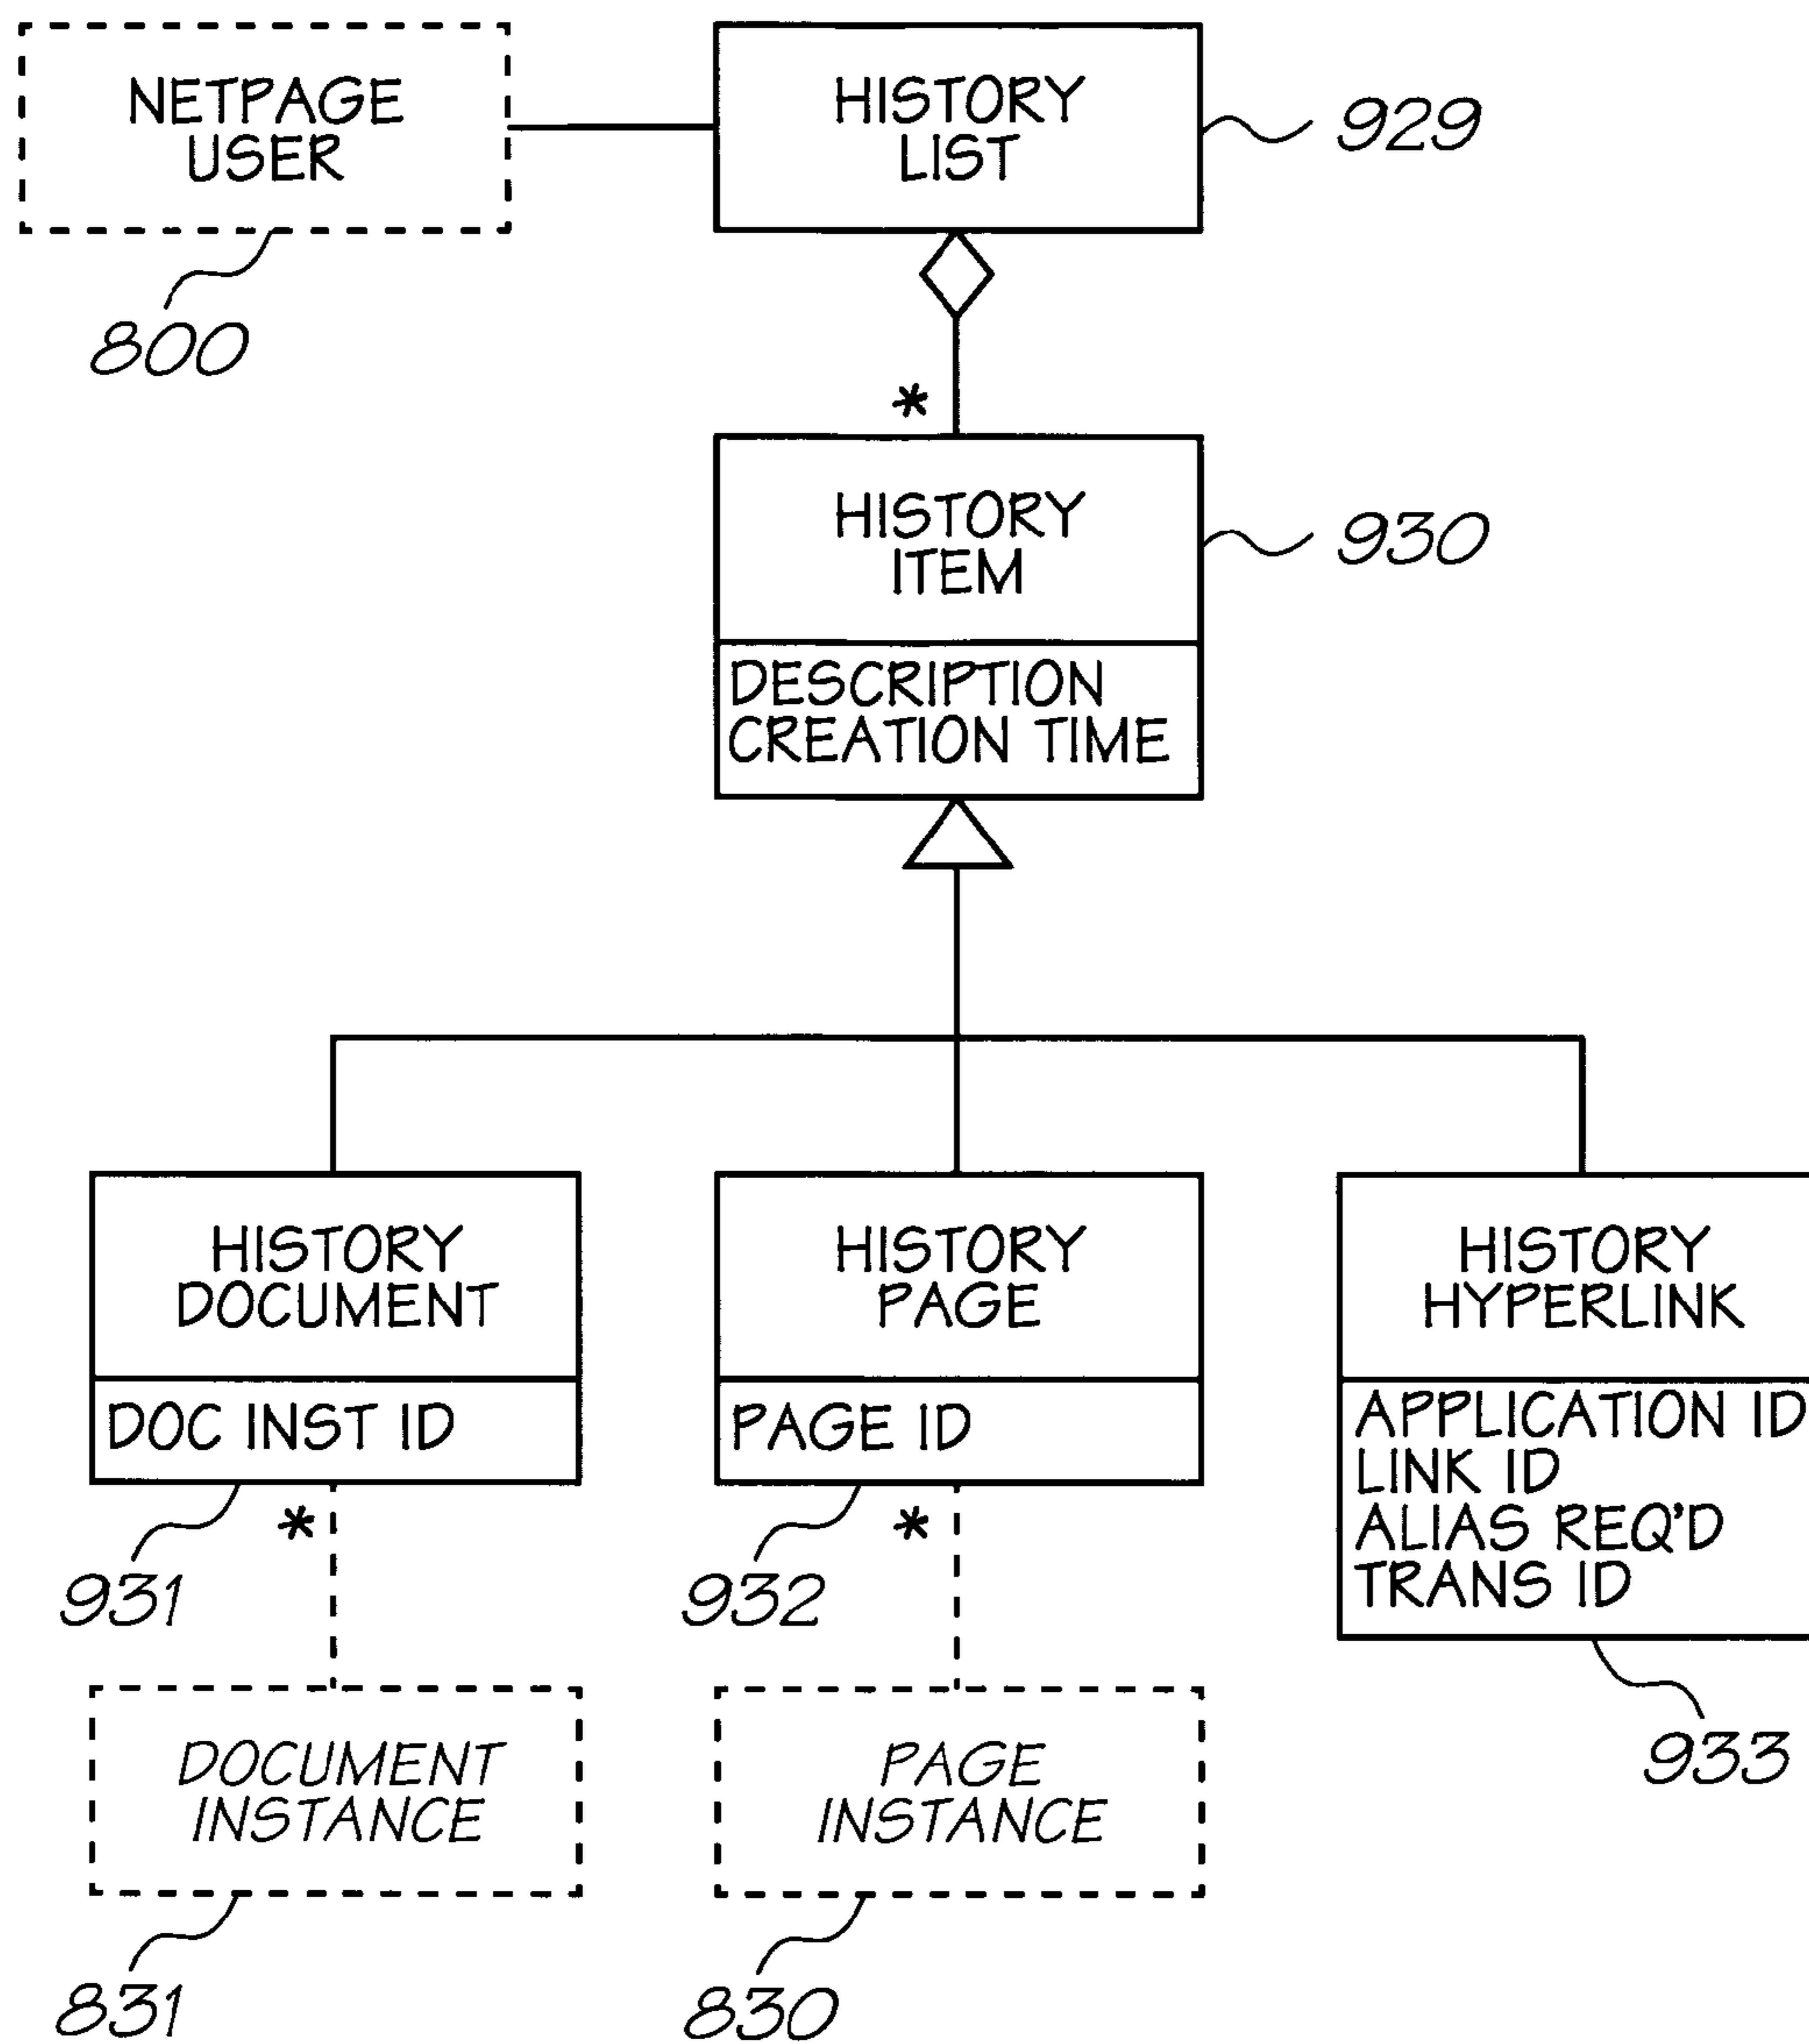 NETPAGE
USER
HISTORY
LIST
929
800
*
HISTORY
ITEM
930
DESCRIPTION
CREATION TIME
HISTORY
DOCUMENT
HISTORY
PAGE
HISTORY
HYPERLINK
DOC INST ID
PAGE ID
APPLICATION ID
LINK ID
ALIAS REQ'D
TRANS ID
*
*
931
932
933
DOCUMENT
INSTANCE
PAGE
INSTANCE
831
830